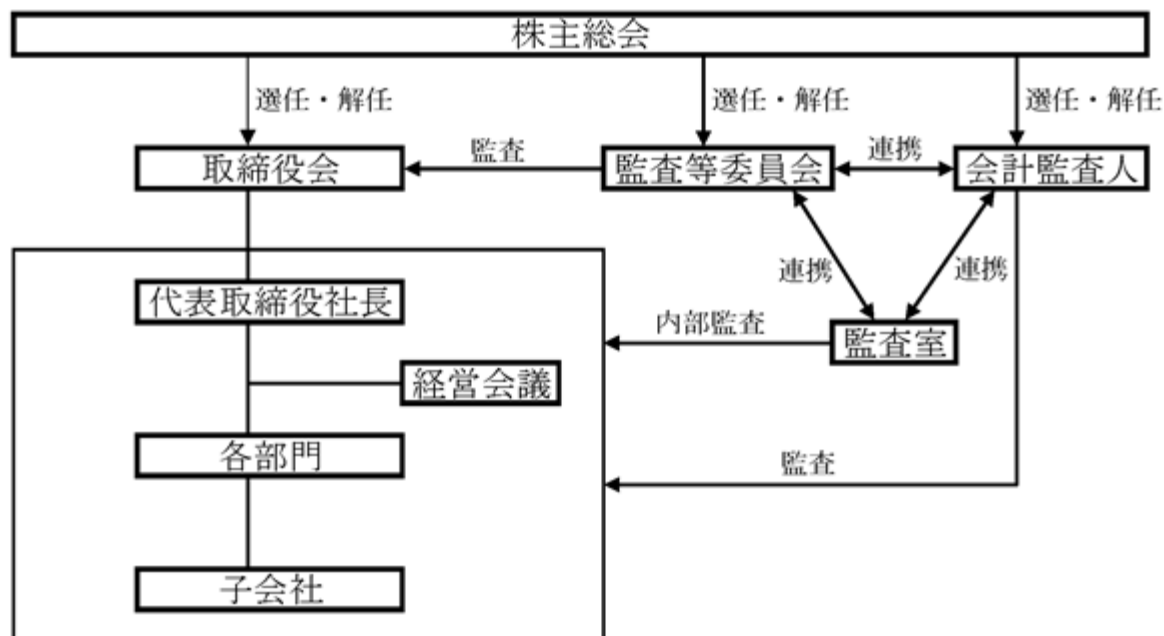 株主総会
選任・解任
選任・解任
選任・解任
取締役会
監査
監査等委員会
連携
会計監査人
連携
連携
代表取締役社長
内部監査
監査室
経営会議
各部門
監査
子会社